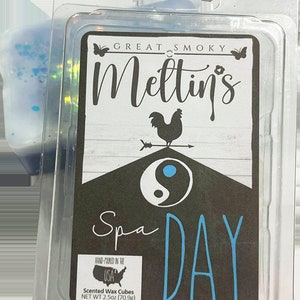 GREAT SMOKY
Meltin's
Spa
DAY
HAND-POURED IN THE
USA
Scented Wax Cubes
NET WT 2.5oz (70.9g)